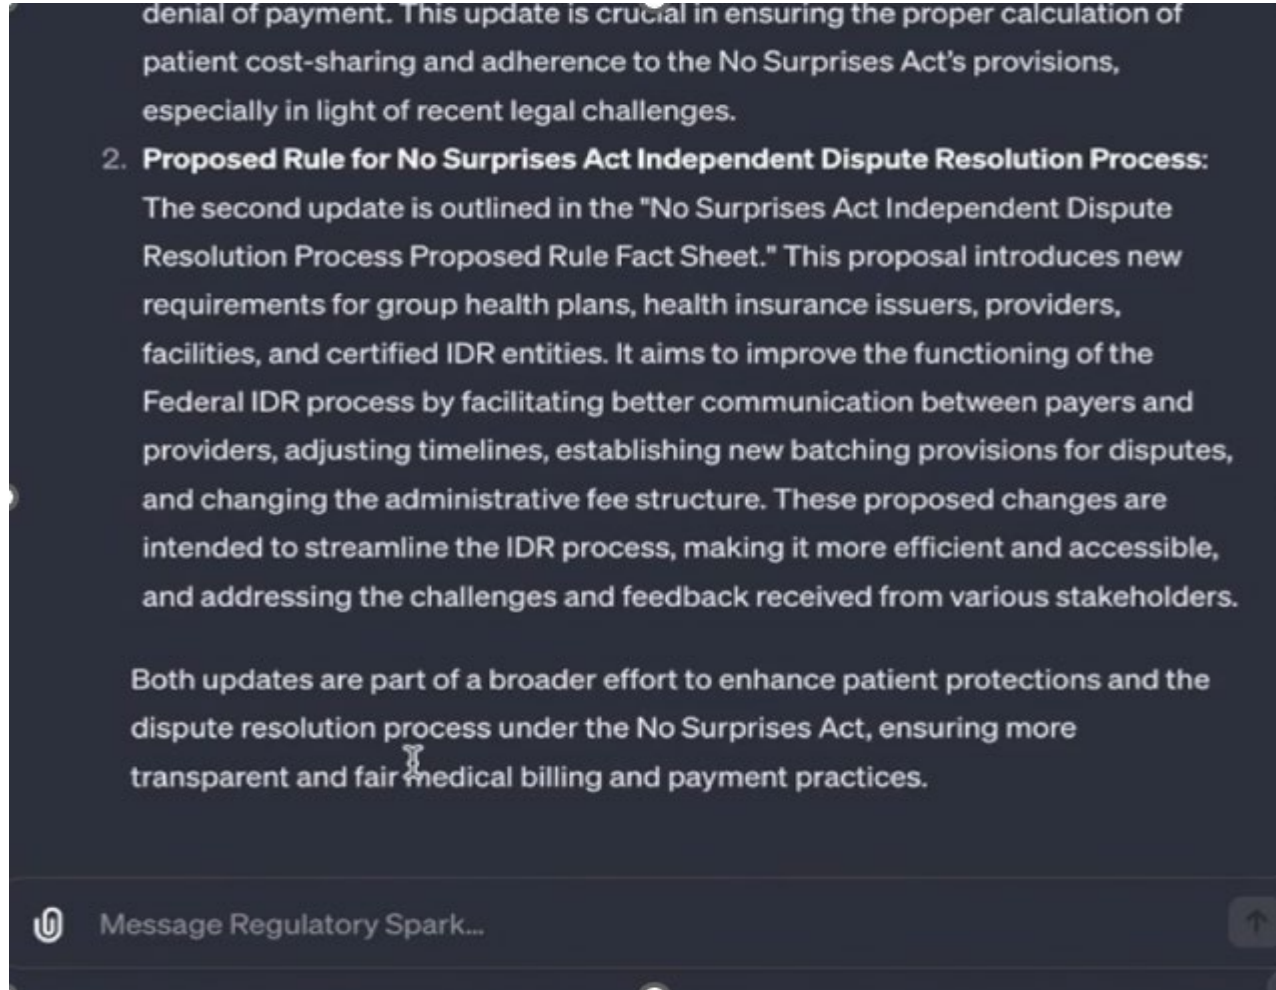 denial of payment. This update is crucial in ensuring the proper calculation of
patient cost-sharing and adherence to the No Surprises Act's provisions,
especially in light of recent legal challenges.
2. Proposed Rule for No Surprises Act Independent Dispute Resolution Process:
The second update is outlined in the "No Surprises Act Independent Dispute
Resolution Process Proposed Rule Fact Sheet." This proposal introduces new
requirements for group health plans, health insurance issuers, providers,
facilities, and certified IDR entities. It aims to improve the functioning of the
Federal IDR process by facilitating better communication between payers and
providers, adjusting timelines, establishing new batching provisions for disputes,
and changing the administrative fee structure. These proposed changes are
intended to streamline the IDR process, making it more efficient and accessible,
and addressing the challenges and feedback received from various stakeholders.
Both updates are part of a broader effort to enhance patient protections and the
dispute resolution process under the No Surprises Act, ensuring more
transparent and fair medical billing and payment practices.
Message Regulatory Spark...